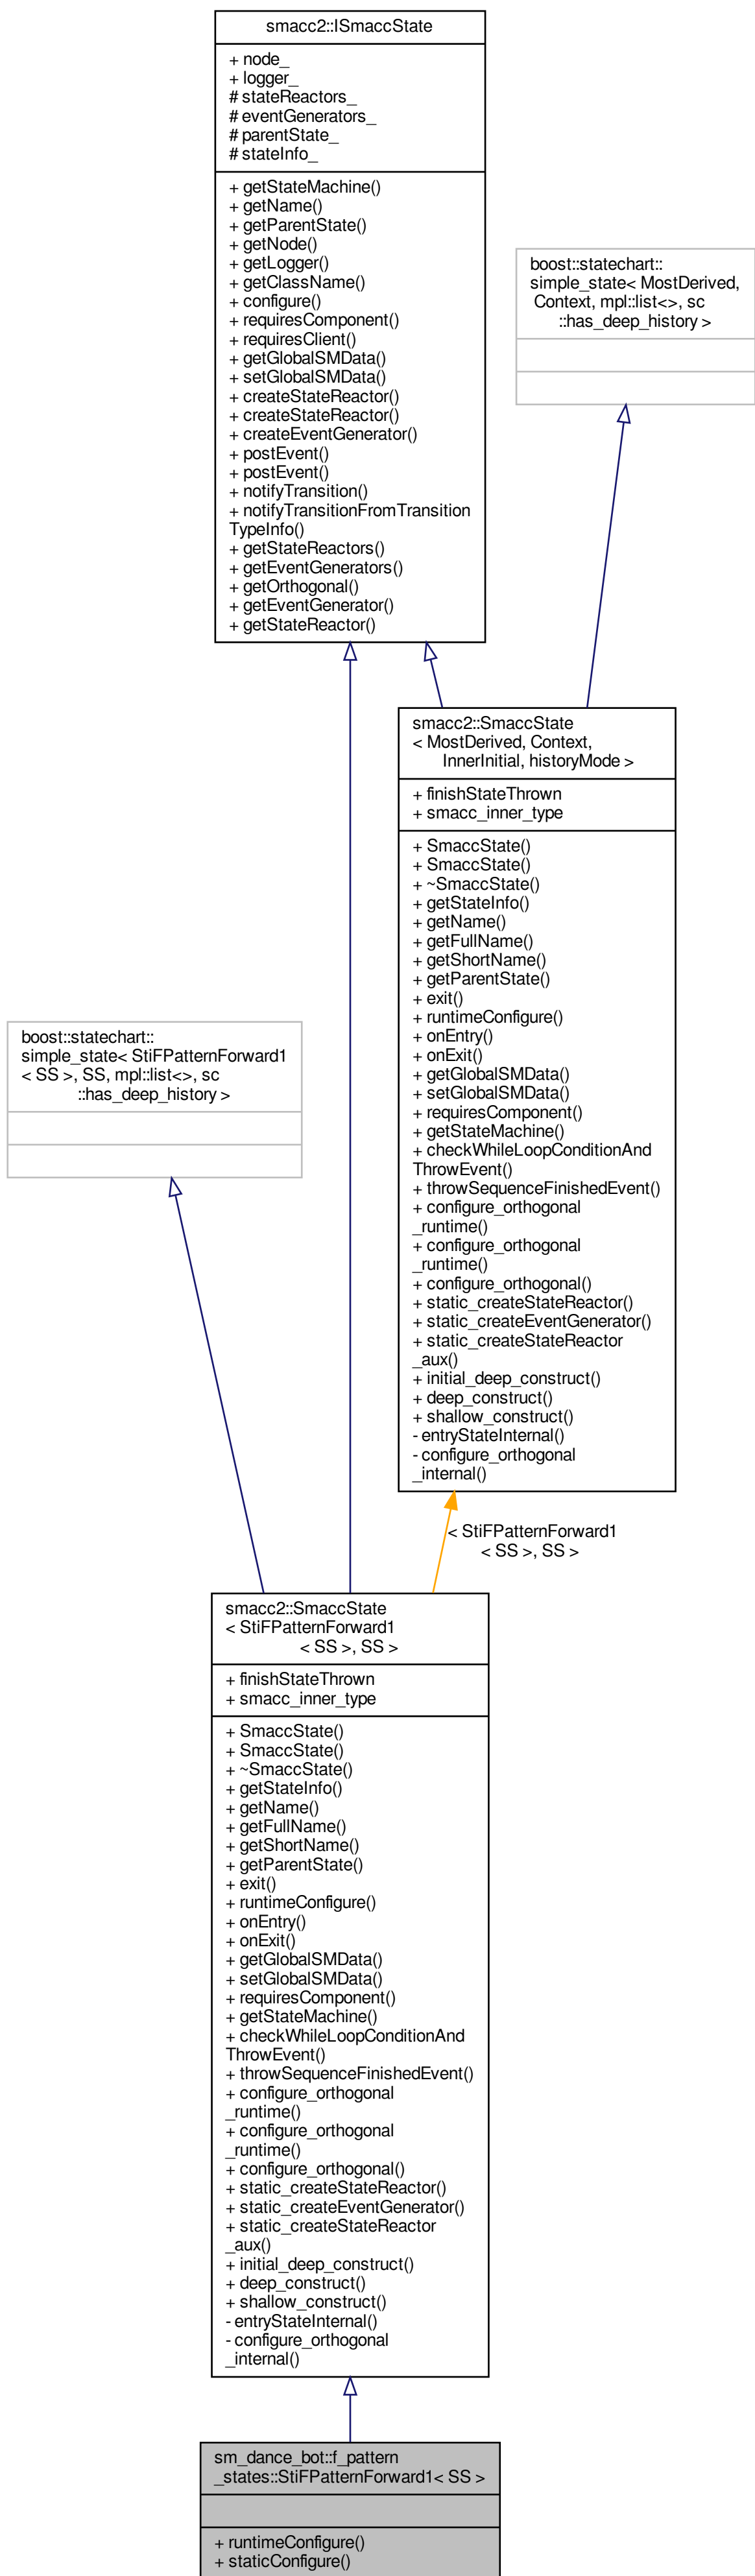 smacc2::ISmaccState
+ node_
+ logger_
# stateReactors_
# eventGenerators_
# parentState_
# stateInfo_
+ getStateMachine()
+ getName()
+ getParentState()
+ getNode()
+ getLogger()
+ getClassName()
+ configure()
+ requiresComponent()
+ requiresClient()
+ getGlobalSMData()
+ setGlobalSMData()
+ createStateReactor()
+ createStateReactor()
+ createEventGenerator()
+ postEvent()
+ postEvent()
+ notifyTransition()
+ notifyTransitionFromTransition
TypeInfo()
+ getStateReactors()
+ getEventGenerators()
+ getOrthogonal()
+ getEventGenerator()
+ getStateReactor()
boost::statechart::
simple_state< MostDerived,
Context, mpl::list<>, sc
::has_deep_history >
smacc2::SmaccState
< MostDerived, Context,
InnerInitial, historyMode >
+ finishStateThrown
+ smacc_inner_type
+ SmaccState()
+ SmaccState()
+ ~SmaccState()
+ getStateInfo()
+ getName()
+ getFullName()
+ getShortName()
+ getParentState()
+ exit()
+ runtimeConfigure()
+ onEntry()
+ onExit()
+ getGlobalSMData()
+ setGlobalSMData()
+ requiresComponent()
+ getStateMachine()
+ checkWhileLoopConditionAnd
ThrowEvent()
+ throwSequenceFinishedEvent()
+ configure_orthogonal
_runtime()
+ configure_orthogonal
_runtime()
+ configure_orthogonal()
+ static_createStateReactor()
+ static_createEventGenerator()
+ static_createStateReactor
_aux()
+ initial_deep_construct()
+ deep_construct()
+ shallow_construct()
- entryStateInternal()
- configure_orthogonal
_internal()
boost::statechart::
simple_state< StiFPatternForward1
< SS >, SS, mpl::list<>, sc
::has_deep_history >
< StiFPatternForward1
< SS >, SS >
smacc2::SmaccState
< StiFPatternForward1
< SS >, SS >
+ finishStateThrown
+ smacc_inner_type
+ SmaccState()
+ SmaccState()
+ ~SmaccState()
+ getStateInfo()
+ getName()
+ getFullName()
+ getShortName()
+ getParentState()
+ exit()
+ runtimeConfigure()
+ onEntry()
+ onExit()
+ getGlobalSMData()
+ setGlobalSMData()
+ requiresComponent()
+ getStateMachine()
+ checkWhileLoopConditionAnd
ThrowEvent()
+ throwSequenceFinishedEvent()
+ configure_orthogonal
_runtime()
+ configure_orthogonal
_runtime()
+ configure_orthogonal()
+ static_createStateReactor()
+ static_createEventGenerator()
+ static_createStateReactor
_aux()
+ initial_deep_construct()
+ deep_construct()
+ shallow_construct()
- entryStateInternal()
- configure_orthogonal
_internal()
sm_dance_bot::f_pattern
_states::StiFPatternForward1< SS >
+ runtimeConfigure()
+ staticConfigure()